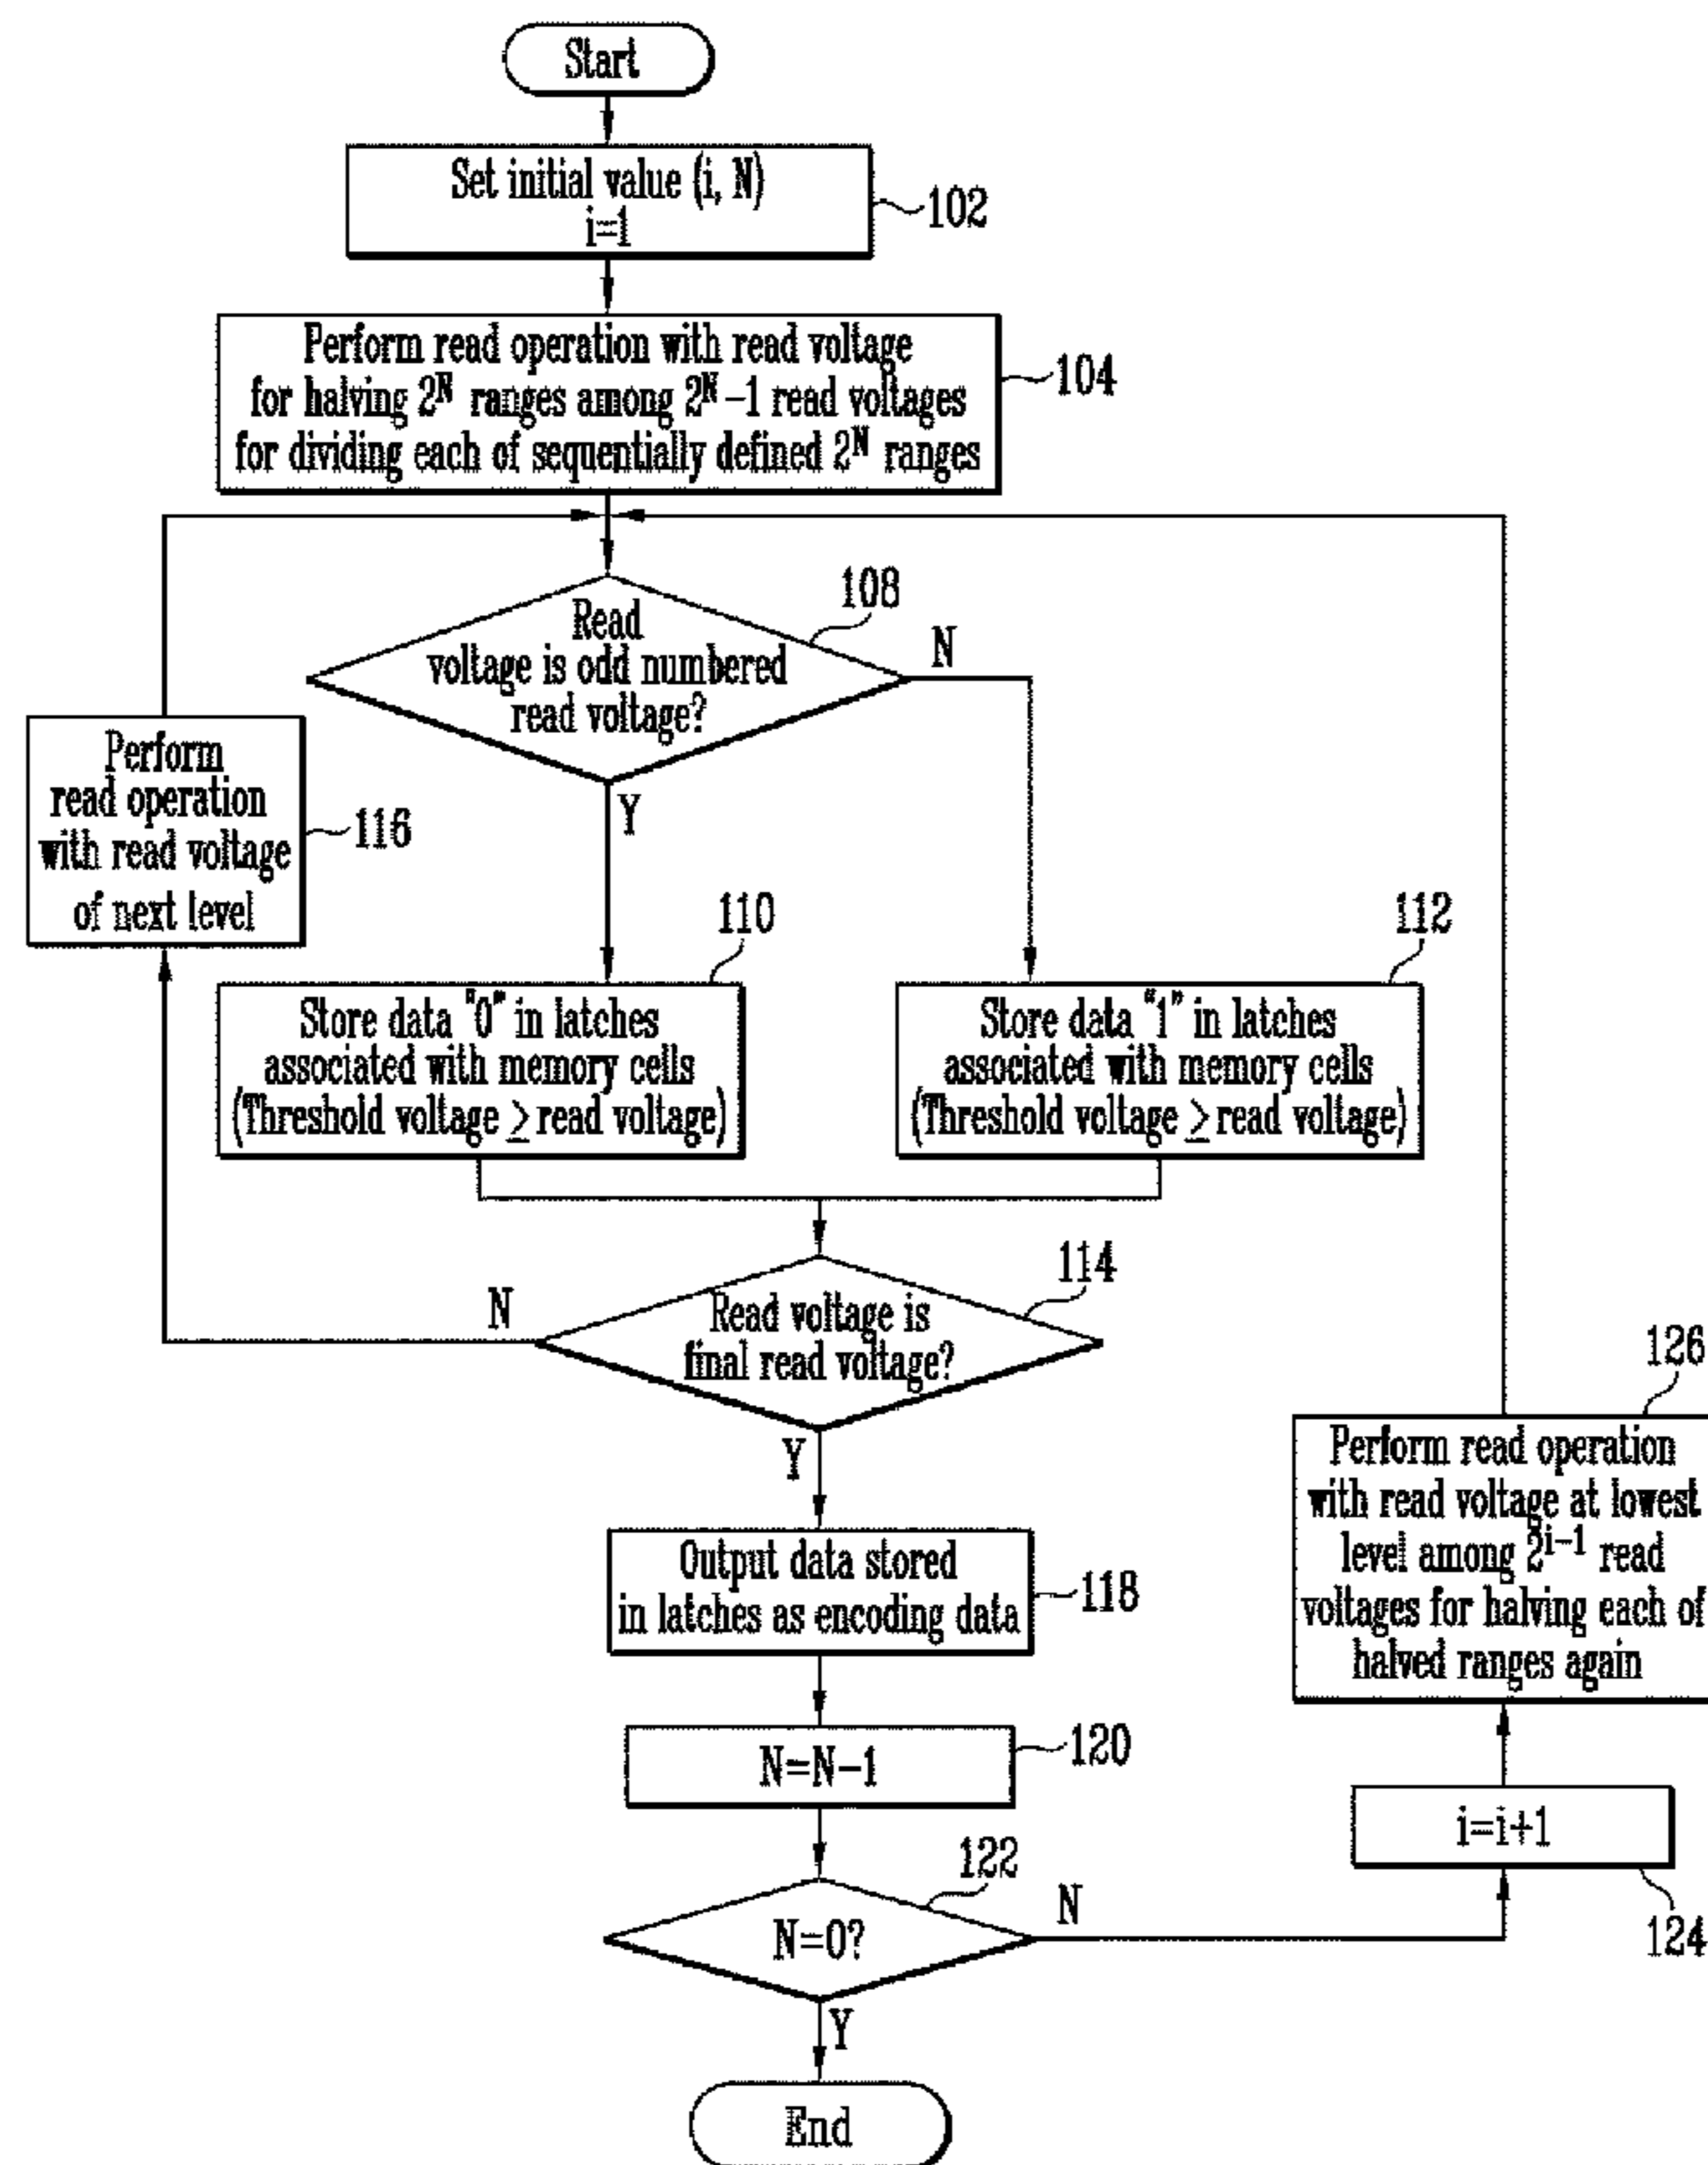 Start
Set initial value (i, N)
i=1
102
Perform read operation with read voltage
for halving 2ᴺ ranges among 2ᴺ-1 read voltages
for dividing each of sequentially defined 2ᴺ ranges
104
Read
voltage is odd numbered
read voltage?
108
N
Y
Perform
read operation
with read voltage
of next level
116
110
Store data "0" in latches
associated with memory cells
(Threshold voltage ≥ read voltage)
112
Store data "1" in latches
associated with memory cells
(Threshold voltage ≥ read voltage)
114
Read voltage is
final read voltage?
N
Y
126
Perform read operation
with read voltage at lowest
level among 2ⁱ⁻¹ read
voltages for halving each of
halved ranges again
Output data stored
in latches as encoding data
118
N=N-1
120
i=i+1
124
122
N=0?
N
Y
End